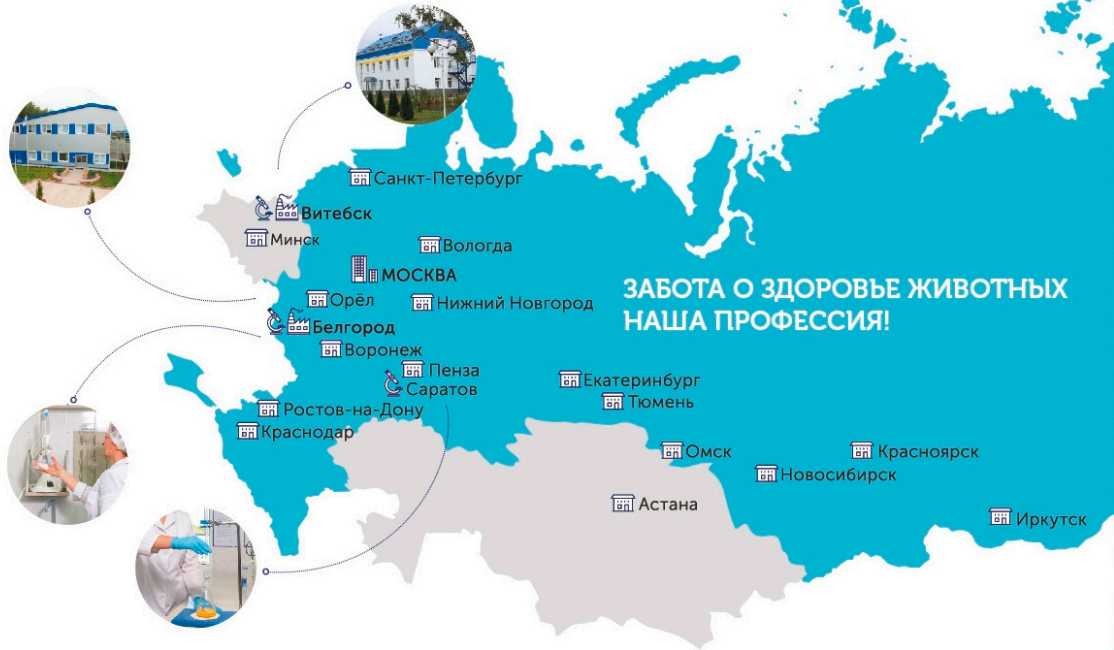 Санкт-Петербург
Витебск
Минск
Вологда
МОСКВА
ЗАБОТА О ЗДОРОВЬЕ ЖИВОТНЫХ
НАША ПРОФЕССИЯ!
Орёл
Нижний Новгород
Белгород
Воронеж
Пенза
Саратов
Екатеринбург
Тюмень
Ростов-на-Дону
Краснодар
Омск
Красноярск
Новосибирск
Астана
Иркутск